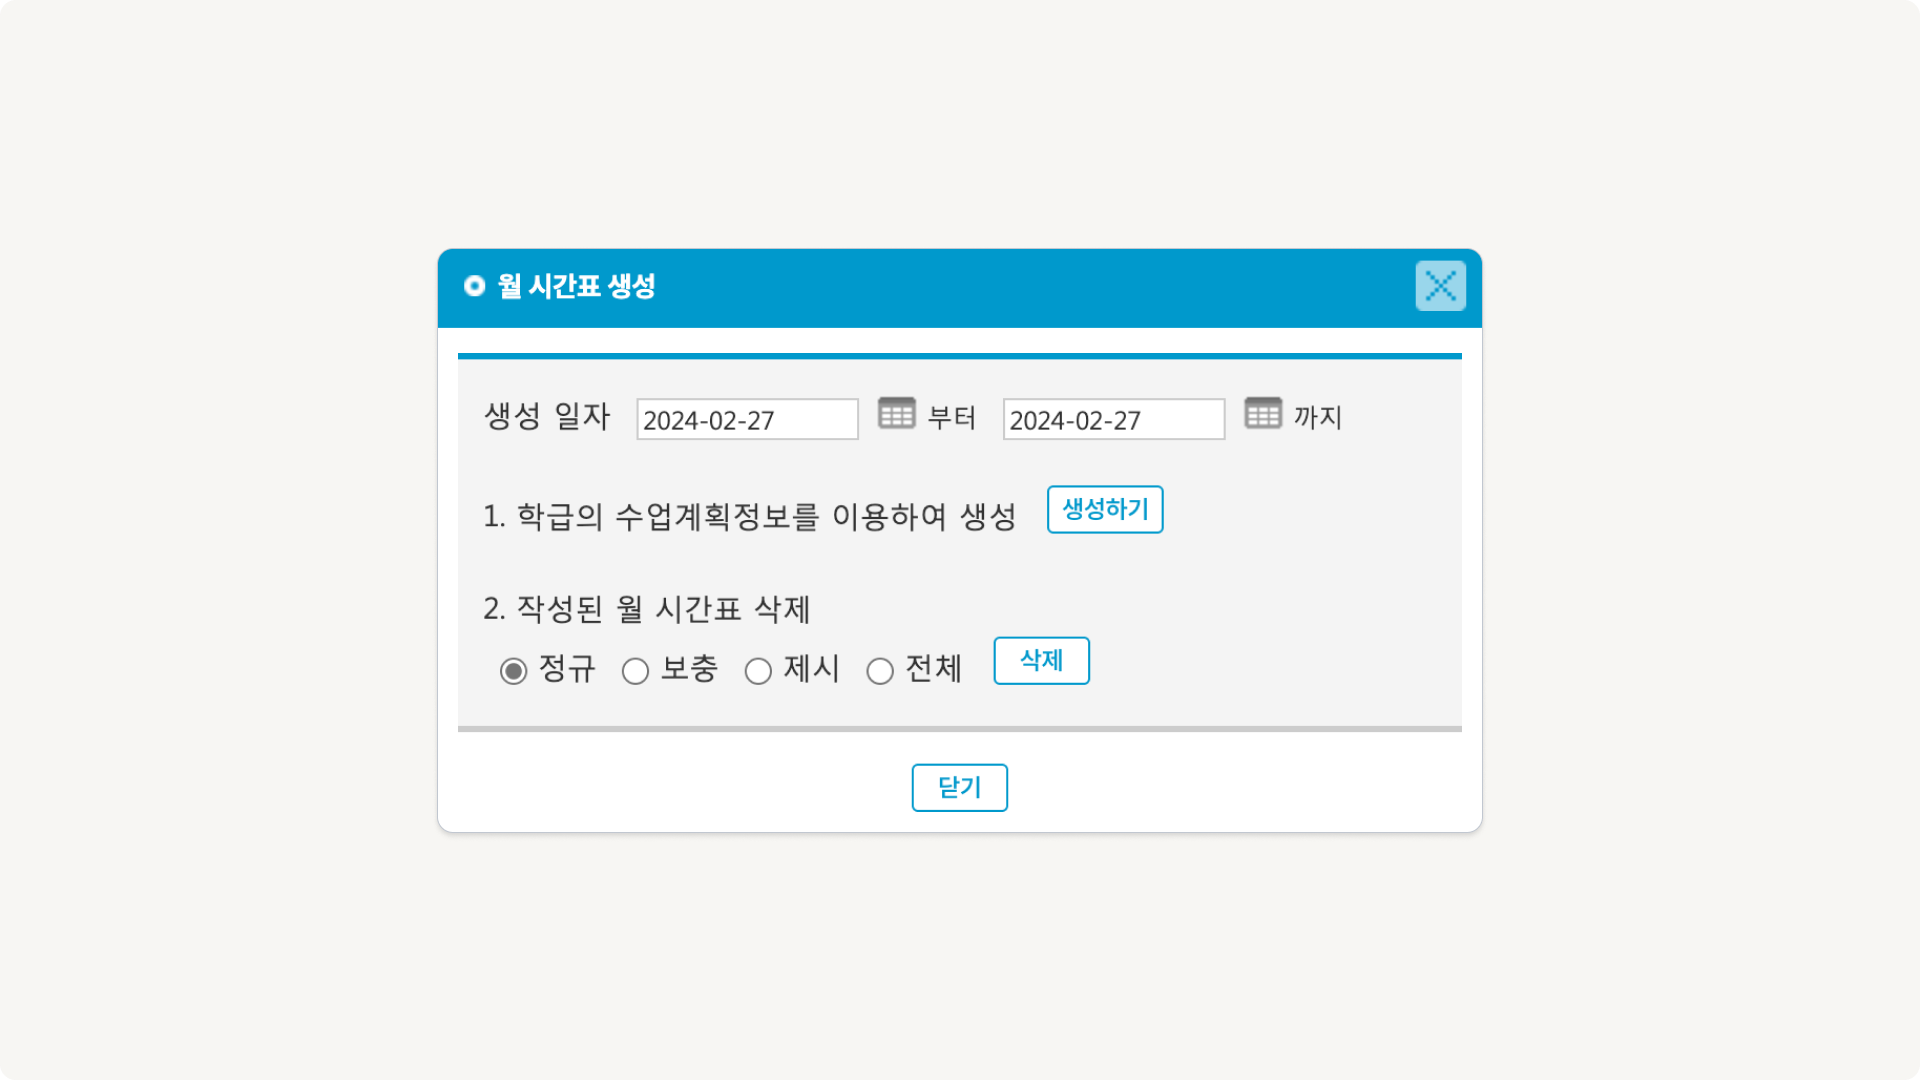 월 시간표 생성
생성 일자 2024-02-27 부터 2024-02-27 까지
1. 학급의 수업계획정보를 이용하여 생성 생성하기
2. 작성된 월 시간표 삭제
정규 보충 제시 전체 삭제
닫기